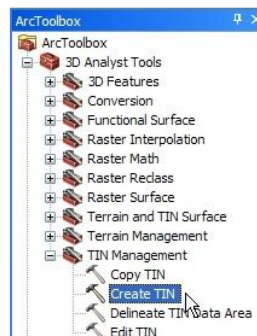 ArcToolbox
ArcToolbox
3D Analyst Tools
3D Features
Conversion
Functional Surface
Raster Interpolation
Raster Math
Raster Reclass
Raster Surface
Terrain and TIN Surface
Terrain Management
TIN Management
Copy TIN
Create TIN
Delineate TIN Data Area
Edit TIN